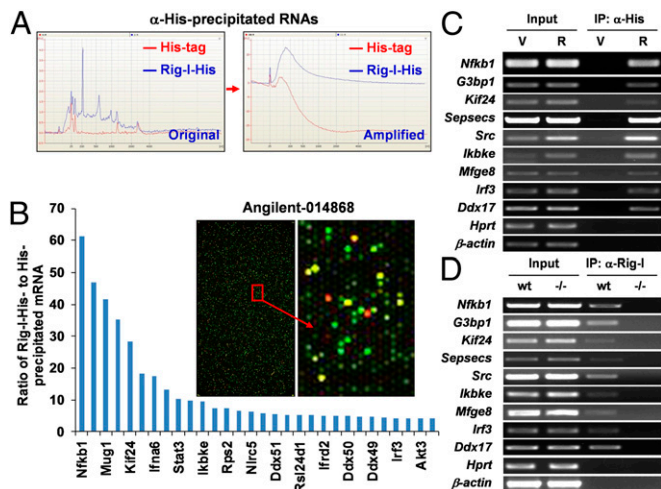 A
α-His-precipitated RNAs
His-tag
Rig-I-His
Original
His-tag
Rig-I-His
Amplified
B
Angilent-014868
Ratio of Rig-I-His- to His-
precipitated mRNA
70
60
50
40
30
20
10
0
Nfkb1
Mug1
Kif24
Ifna6
Stat3
Ikbke
Rps2
Nlrc5
Ddx51
Rsl24d1
Ifrd2
Ddx50
Ddx49
Irf3
Akt3
C
Input IP: α-His
V R V R
Nfkb1
G3bp1
Kif24
Sepsecs
Src
Ikbke
Mfge8
Irf3
Ddx17
Hprt
β-actin
D
Input IP: α-Rig-I
wt -/- wt -/-
Nfkb1
G3bp1
Kif24
Sepsecs
Src
Ikbke
Mfge8
Irf3
Ddx17
Hprt
β-actin